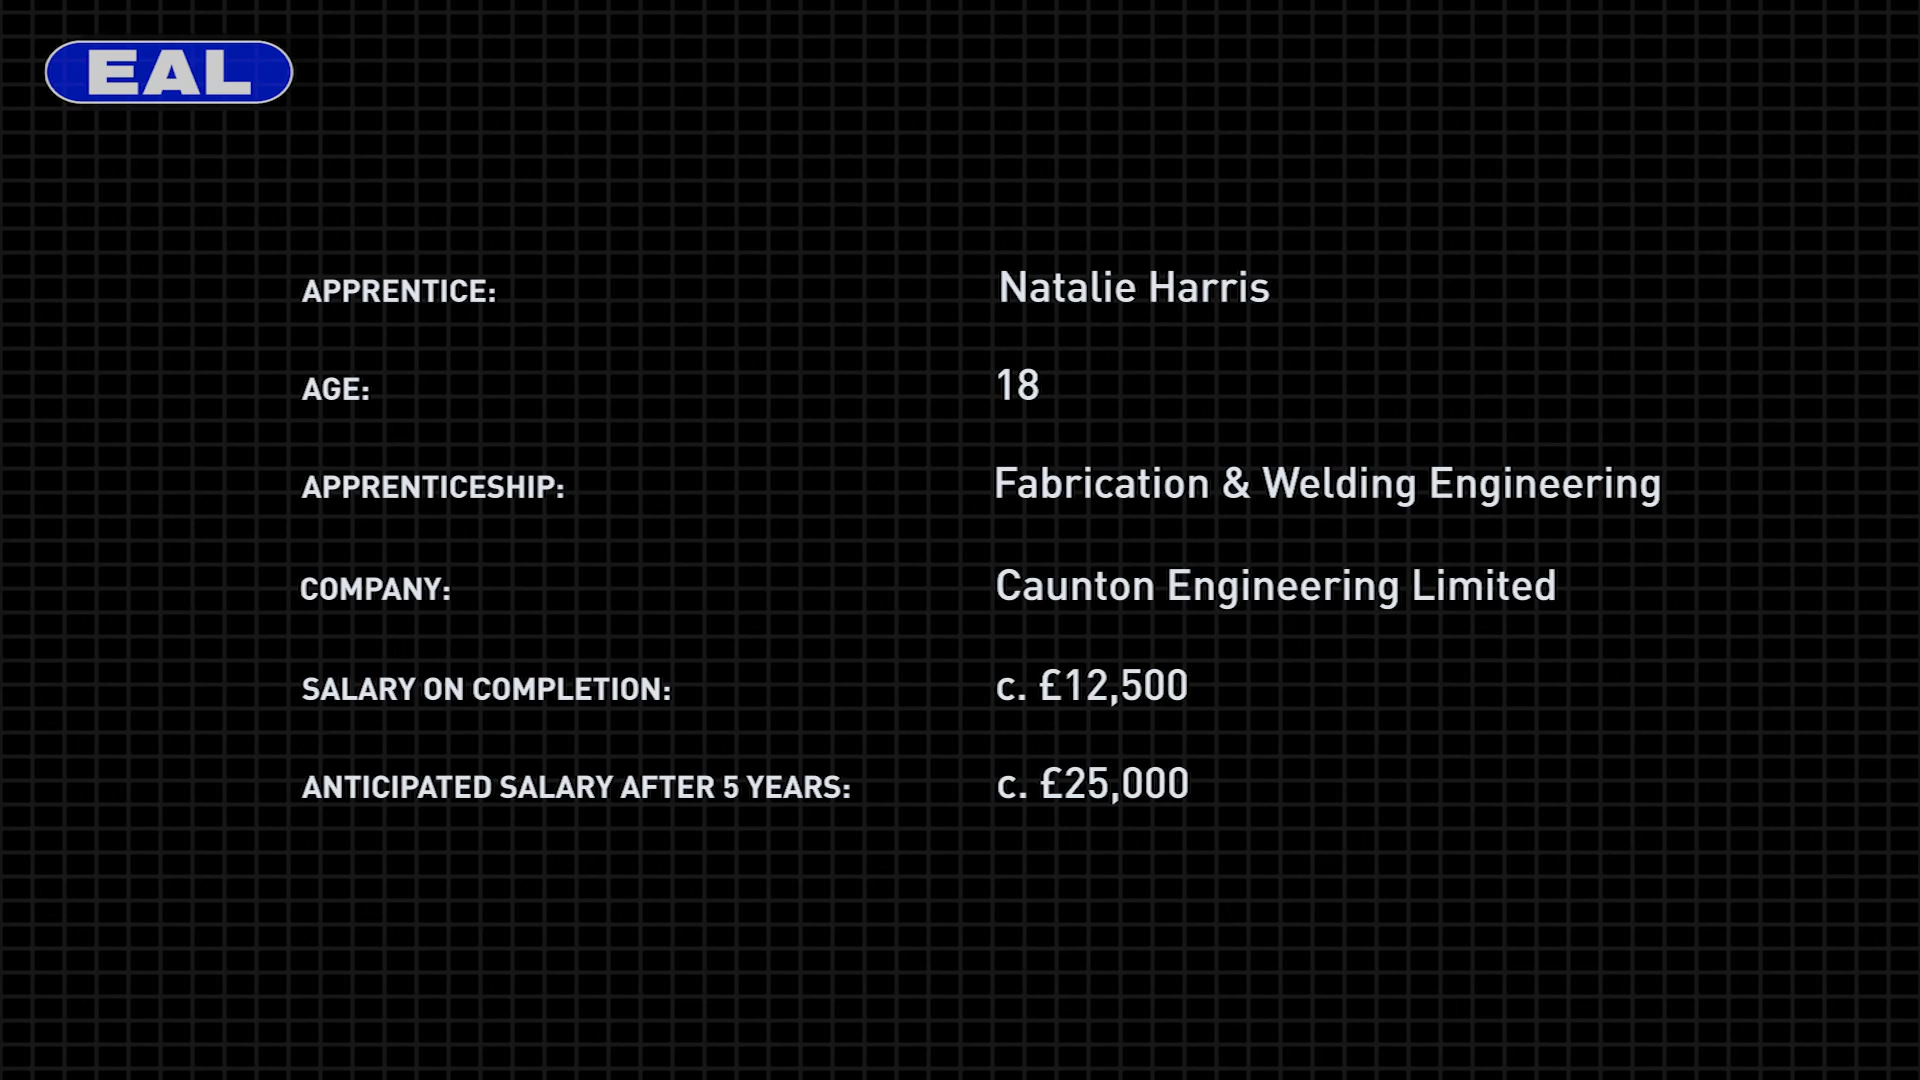 EAL
APPRENTICE: Natalie Harris
AGE: 18
APPRENTICESHIP: Fabrication & Welding Engineering
COMPANY: Caunton Engineering Limited
SALARY ON COMPLETION: c. £12,500
ANTICIPATED SALARY AFTER 5 YEARS: c. £25,000